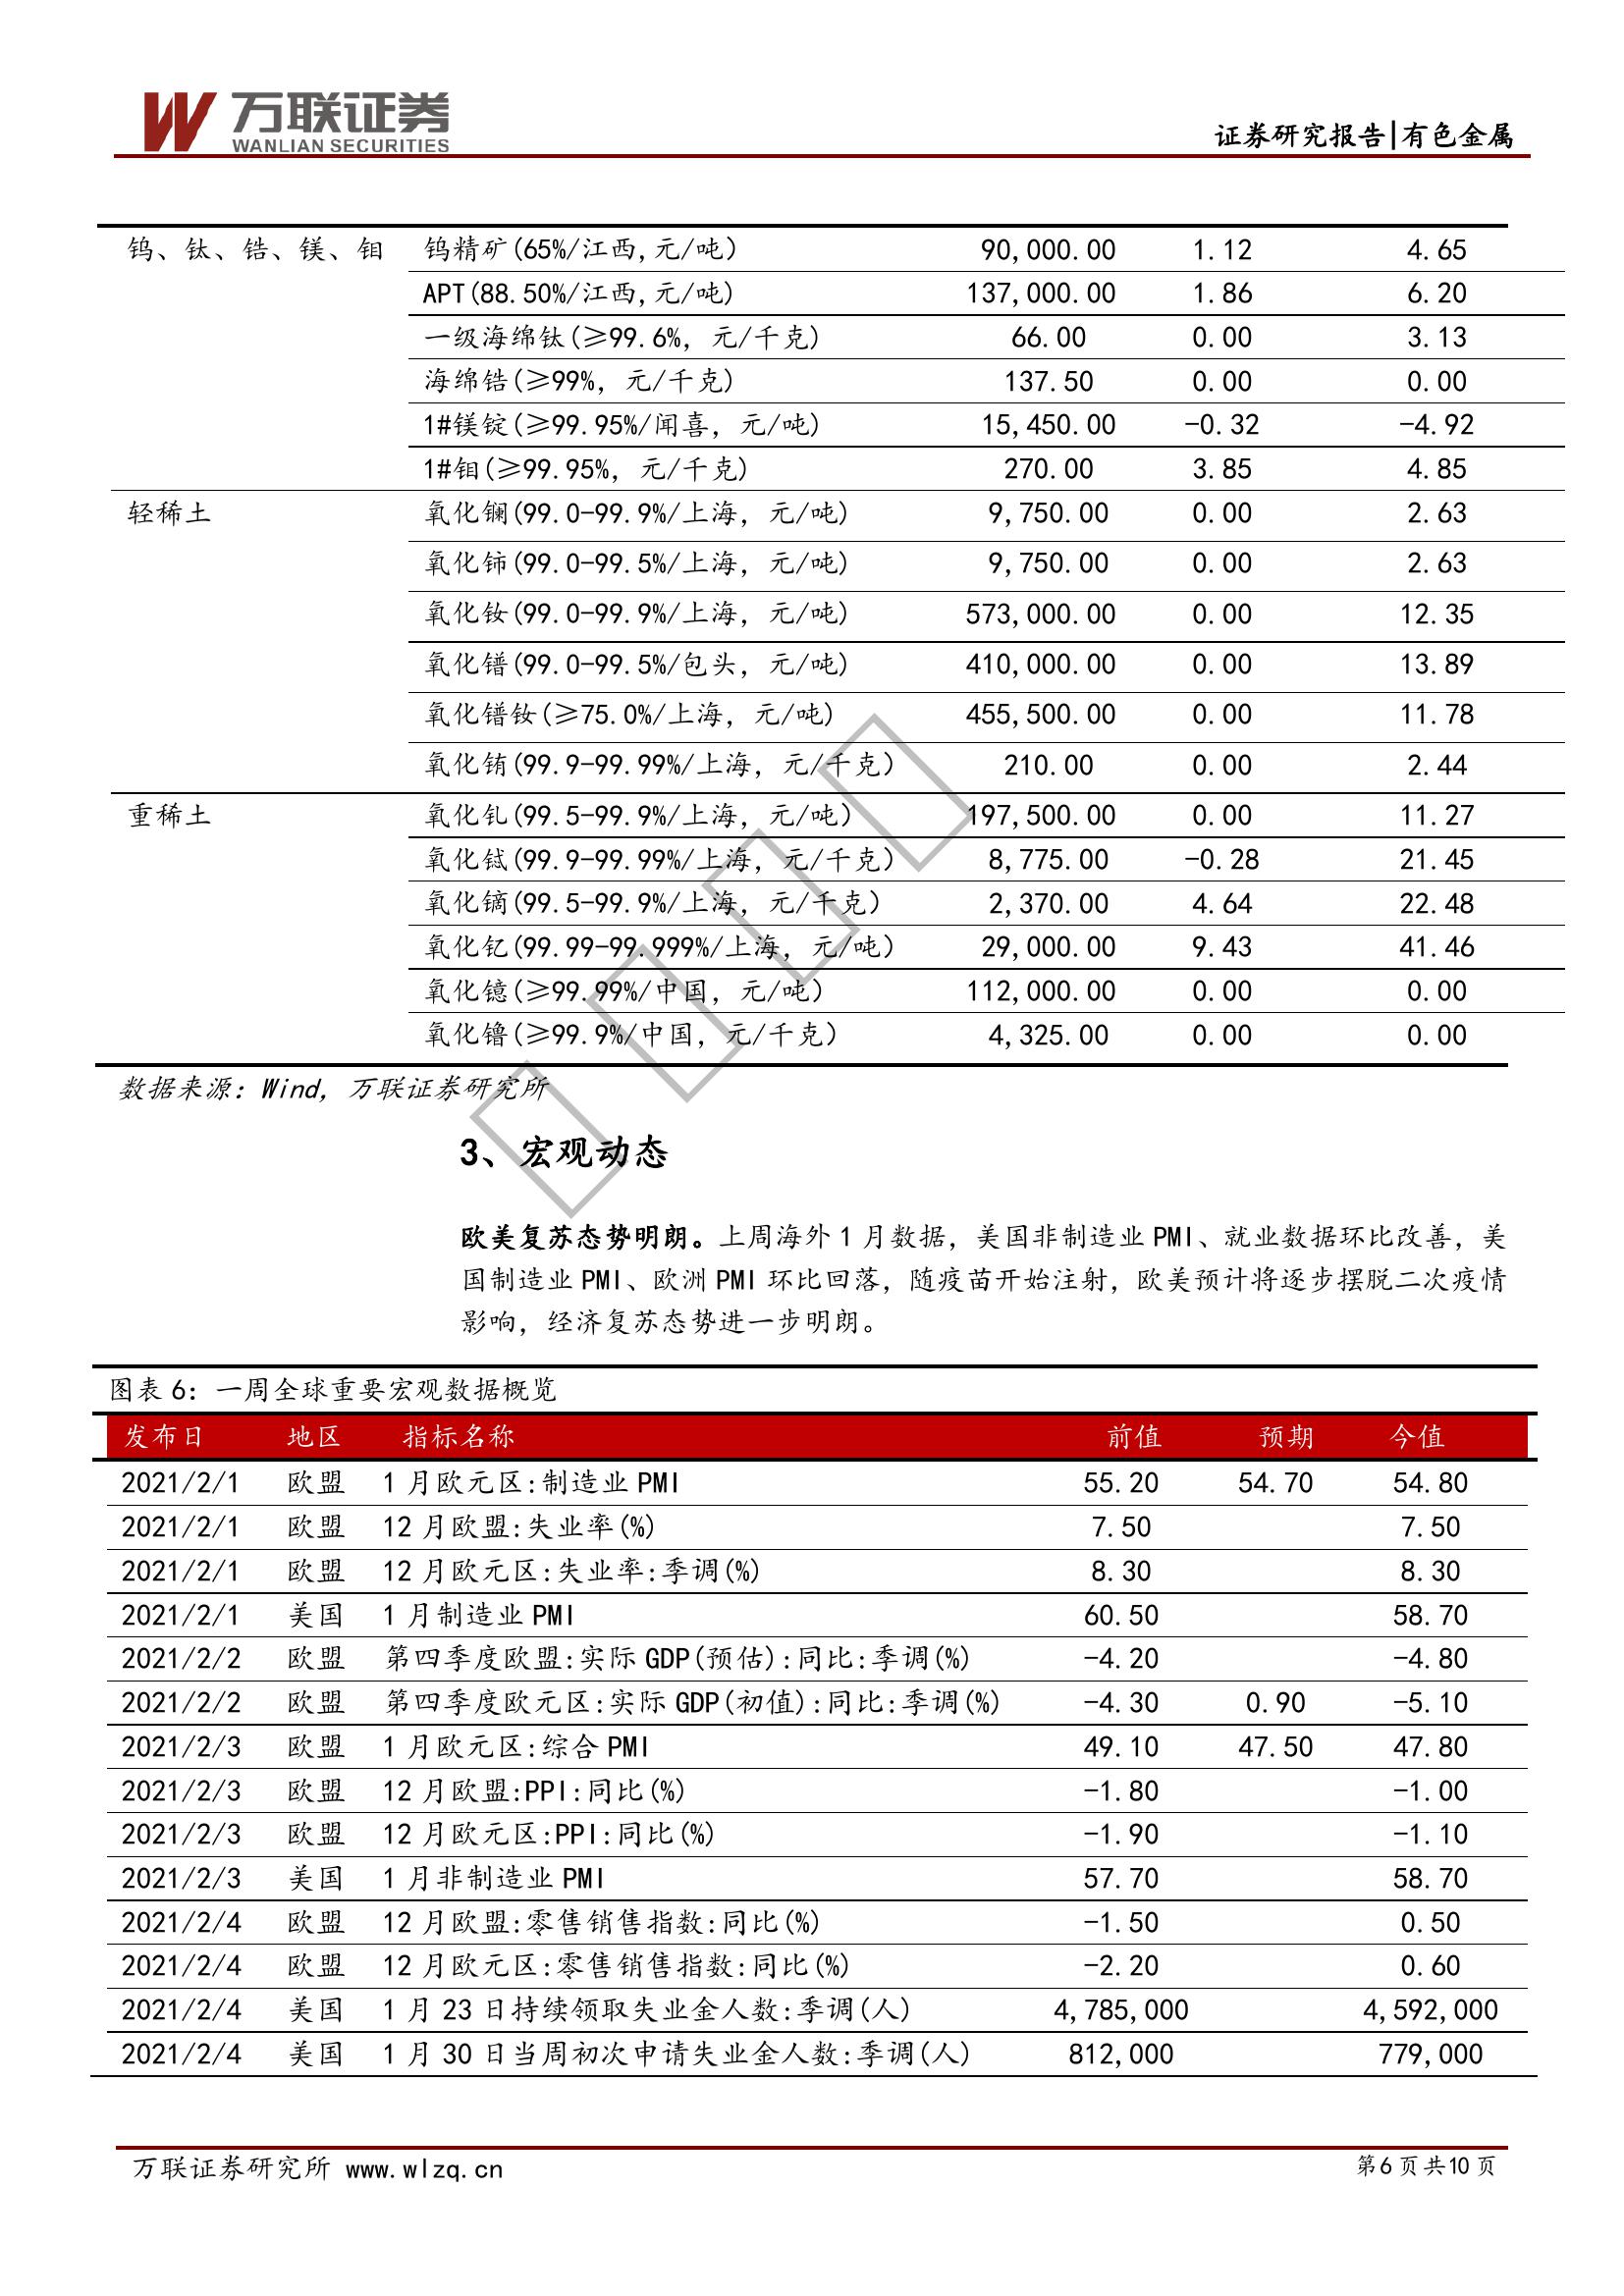 万联证券
WANLIAN SECURITIES
证券研究报告|有色金属
钨、钛、锆、镁、钼 钨精矿(65%/江西,元/吨) 90,000.00 1.12 4.65
APT(88.50%/江西,元/吨) 137,000.00 1.86 6.20
一级海绵钛(≥99.6%, 元/千克) 66.00 0.00 3.13
海绵锆(≥99%, 元/千克) 137.50 0.00 0.00
1#镁锭(≥99.95%/闻喜, 元/吨) 15,450.00 -0.32 -4.92
1#钼(≥99.95%, 元/千克) 270.00 3.85 4.85
轻稀土 氧化镧(99.0-99.9%/上海, 元/吨) 9,750.00 0.00 2.63
氧化铈(99.0-99.5%/上海, 元/吨) 9,750.00 0.00 2.63
氧化钕(99.0-99.9%/上海, 元/吨) 573,000.00 0.00 12.35
氧化镨(99.0-99.5%/包头, 元/吨) 410,000.00 0.00 13.89
氧化镨钕(≥75.0%/上海, 元/吨) 455,500.00 0.00 11.78
氧化铕(99.9-99.99%/上海, 元/千克) 210.00 0.00 2.44
重稀土 氧化钆(99.5-99.9%/上海, 元/吨) 197,500.00 0.00 11.27
氧化铽(99.9-99.99%/上海, 元/千克) 8,775.00 -0.28 21.45
氧化镝(99.5-99.9%/上海, 元/千克) 2,370.00 4.64 22.48
氧化钇(99.99-99.999%/上海, 元/吨) 29,000.00 9.43 41.46
氧化镱(≥99.99%/中国, 元/吨) 112,000.00 0.00 0.00
氧化镥(≥99.9%/中国, 元/千克) 4,325.00 0.00 0.00
数据来源：Wind, 万联证券研究所
3、宏观动态
欧美复苏态势明朗。上周海外1月数据，美国非制造业PMI、就业数据环比改善，美
国制造业PMI、欧洲PMI环比回落，随疫苗开始注射，欧美预计将逐步摆脱二次疫情
影响，经济复苏态势进一步明朗。
图表6：一周全球重要宏观数据概览
发布日 地区 指标名称 前值 预期 今值
2021/2/1 欧盟 1月欧元区:制造业PMI 55.20 54.70 54.80
2021/2/1 欧盟 12月欧盟:失业率(%) 7.50 7.50
2021/2/1 欧盟 12月欧元区:失业率:季调(%) 8.30 8.30
2021/2/1 美国 1月制造业PMI 60.50 58.70
2021/2/2 欧盟 第四季度欧盟:实际GDP(预估):同比:季调(%) -4.20 -4.80
2021/2/2 欧盟 第四季度欧元区:实际GDP(初值):同比:季调(%) -4.30 0.90 -5.10
2021/2/3 欧盟 1月欧元区:综合PMI 49.10 47.50 47.80
2021/2/3 欧盟 12月欧盟:PPI:同比(%) -1.80 -1.00
2021/2/3 欧盟 12月欧元区:PPI:同比(%) -1.90 -1.10
2021/2/3 美国 1月非制造业PMI 57.70 58.70
2021/2/4 欧盟 12月欧盟:零售销售指数:同比(%) -1.50 0.50
2021/2/4 欧盟 12月欧元区:零售销售指数:同比(%) -2.20 0.60
2021/2/4 美国 1月23日持续领取失业金人数:季调(人) 4,785,000 4,592,000
2021/2/4 美国 1月30日当周初次申请失业金人数:季调(人) 812,000 779,000
万联证券研究所 www.wlzq.cn 第6页共10页